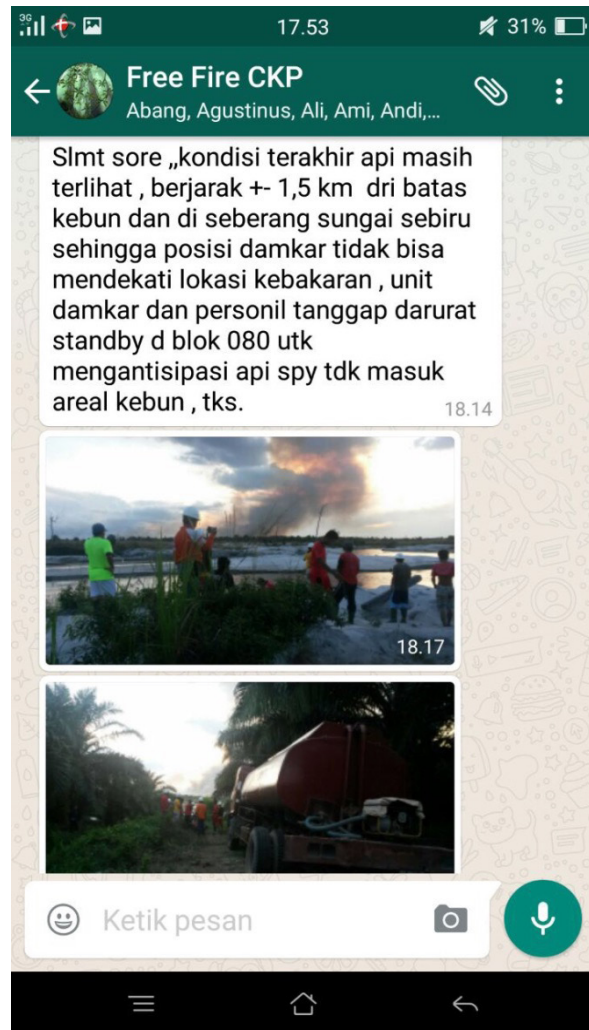 3G
17.53
31%
Free Fire CKP
Abang, Agustinus, Ali, Ami, Andi,...
Slmt sore ,,kondisi terakhir api masih
terlihat , berjarak +- 1,5 km dri batas
kebun dan di seberang sungai sebiru
sehingga posisi damkar tidak bisa
mendekati lokasi kebakaran , unit
damkar dan personil tanggap darurat
standby d blok 080 utk
mengantisipasi api spy tdk masuk
areal kebun , tks.
18.14
18.17
Ketik pesan